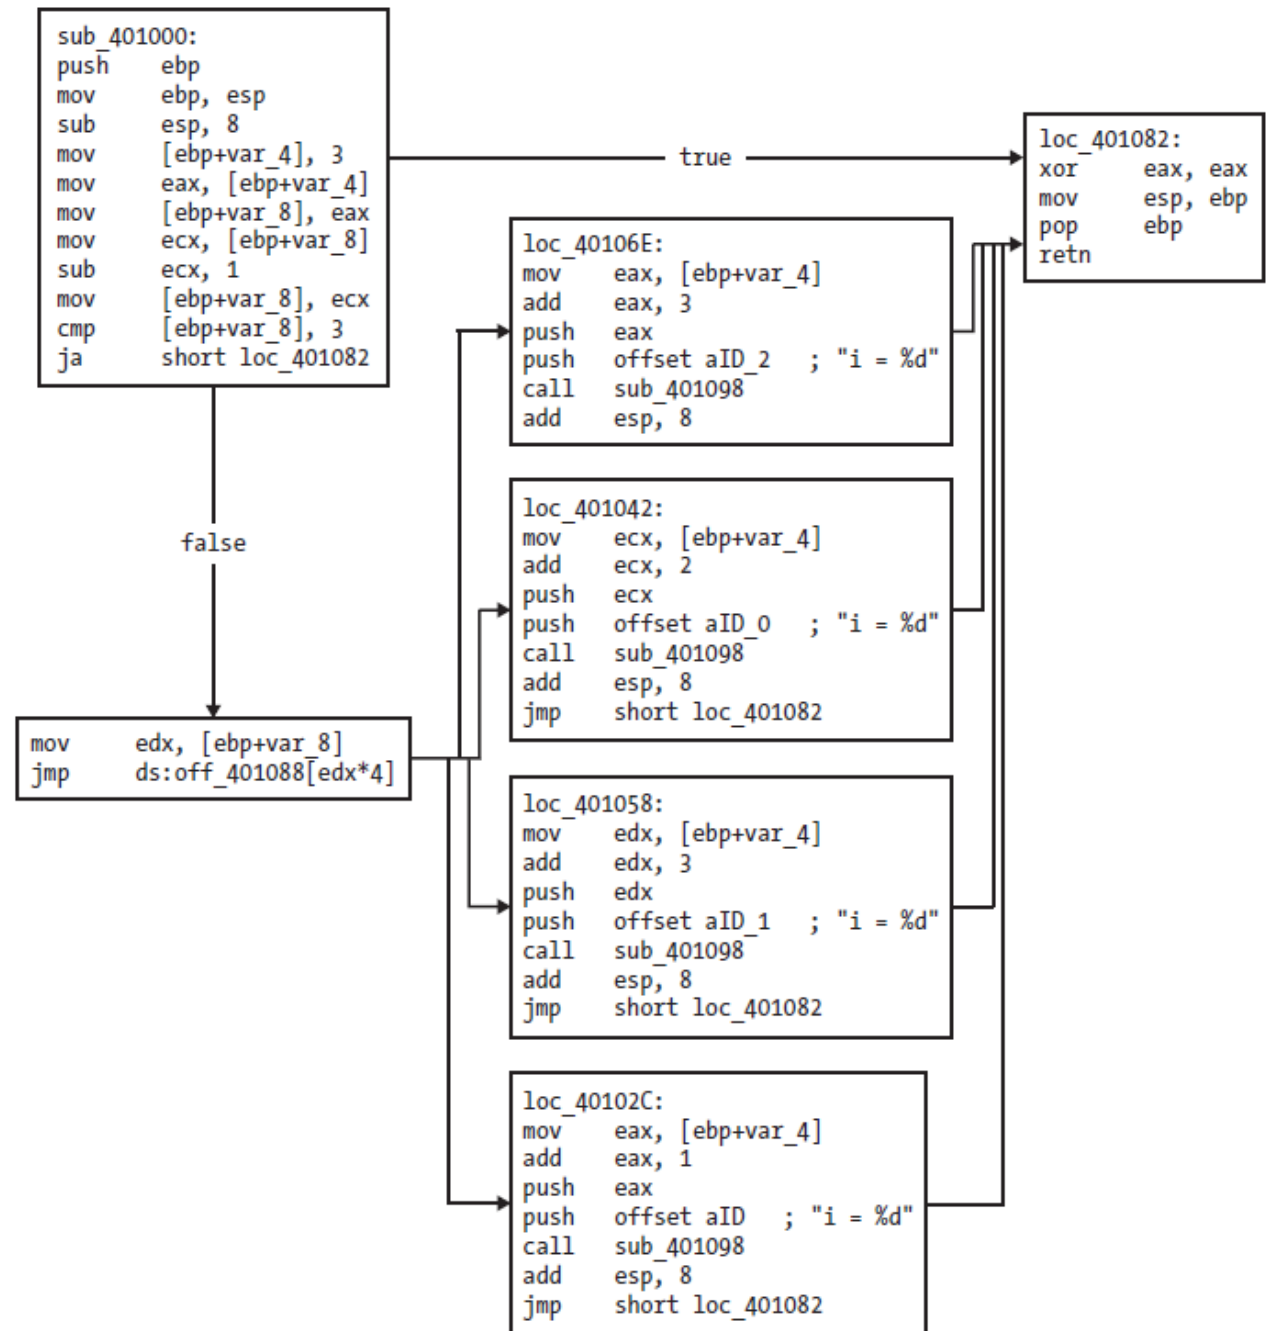 sub_401000:
push ebp
mov ebp, esp
sub esp, 8
mov [ebp+var_4], 3
mov eax, [ebp+var_4]
mov [ebp+var_8], eax
mov ecx, [ebp+var_8]
sub ecx, 1
mov [ebp+var_8], ecx
cmp [ebp+var_8], 3
ja short loc_401082
true
loc_401082:
xor eax, eax
mov esp, ebp
pop ebp
retn
false
mov edx, [ebp+var_8]
jmp ds:off_401088[edx*4]
loc_40106E:
mov eax, [ebp+var_4]
add eax, 3
push eax
push offset aID_2 ; "i = %d"
call sub_401098
add esp, 8
loc_401042:
mov ecx, [ebp+var_4]
add ecx, 2
push ecx
push offset aID_0 ; "i = %d"
call sub_401098
add esp, 8
jmp short loc_401082
loc_401058:
mov edx, [ebp+var_4]
add edx, 3
push edx
push offset aID_1 ; "i = %d"
call sub_401098
add esp, 8
jmp short loc_401082
loc_40102C:
mov eax, [ebp+var_4]
add eax, 1
push eax
push offset aID ; "i = %d"
call sub_401098
add esp, 8
jmp short loc_401082